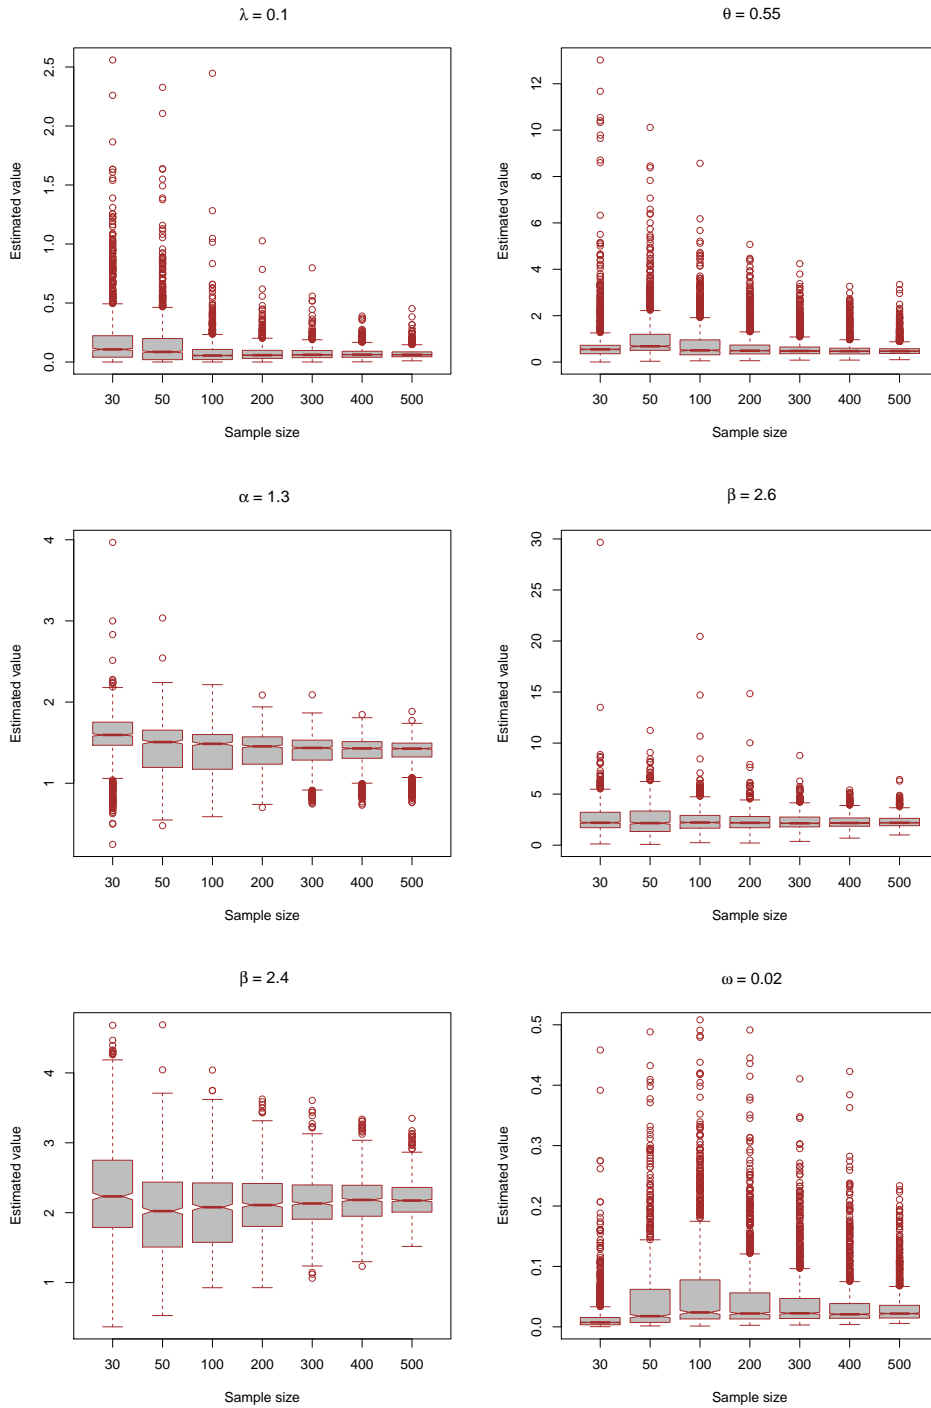 λ = 0.1
Estimated value
2.5
2.0
1.5
1.0
0.5
0.0
30 50 100 200 300 400 500
Sample size
θ = 0.55
Estimated value
12
10
8
6
4
2
0
30 50 100 200 300 400 500
Sample size
α = 1.3
Estimated value
4
3
2
1
30 50 100 200 300 400 500
Sample size
β = 2.6
Estimated value
30
25
20
15
10
5
0
30 50 100 200 300 400 500
Sample size
β = 2.4
Estimated value
4
3
2
1
30 50 100 200 300 400 500
Sample size
ω = 0.02
Estimated value
0.5
0.4
0.3
0.2
0.1
0.0
30 50 100 200 300 400 500
Sample size